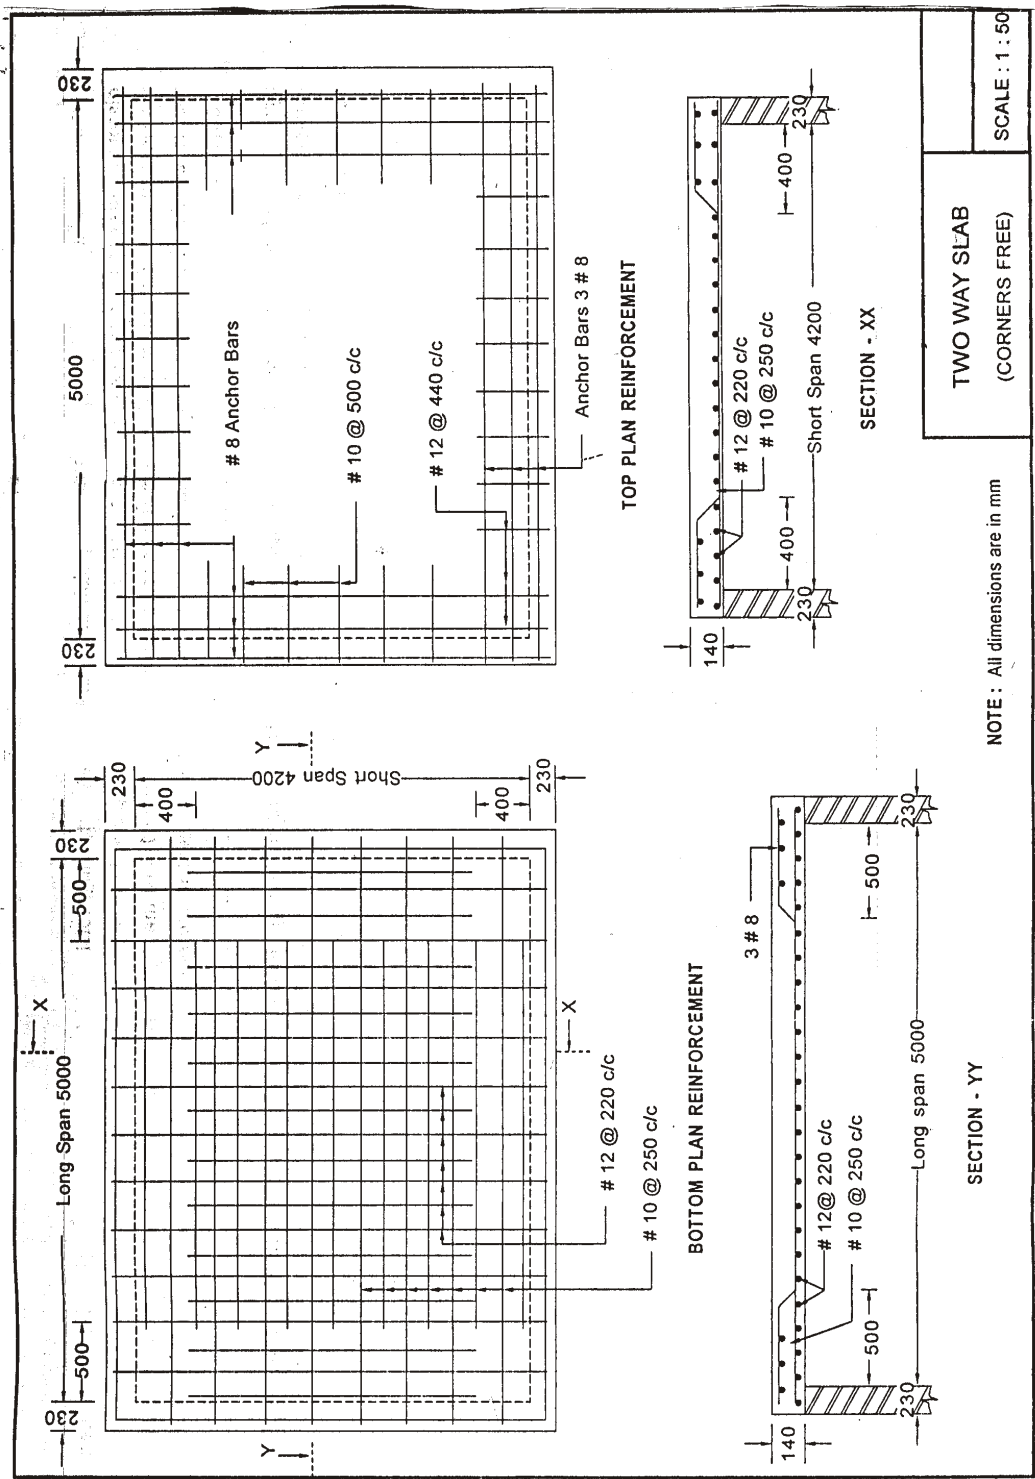 230
Long Span 5000
230
500
500
X
X
Y
Y
230
400
Short Span 4200
400
230
# 12 @ 220 c/c
# 10 @ 250 c/c
BOTTOM PLAN REINFORCEMENT
230
5000
230
# 8 Anchor Bars
# 10 @ 500 c/c
# 12 @ 440 c/c
Anchor Bars 3 # 8
TOP PLAN REINFORCEMENT
140
3 # 8
# 12@ 220 c/c
# 10 @ 250 c/c
500
500
230
230
Long span 5000
SECTION - YY
140
# 12 @ 220 c/c
# 10 @ 250 c/c
400
400
230
230
Short Span 4200
SECTION - XX
NOTE : All dimensions are in mm
TWO WAY SLAB
(CORNERS FREE)
SCALE : 1 : 50